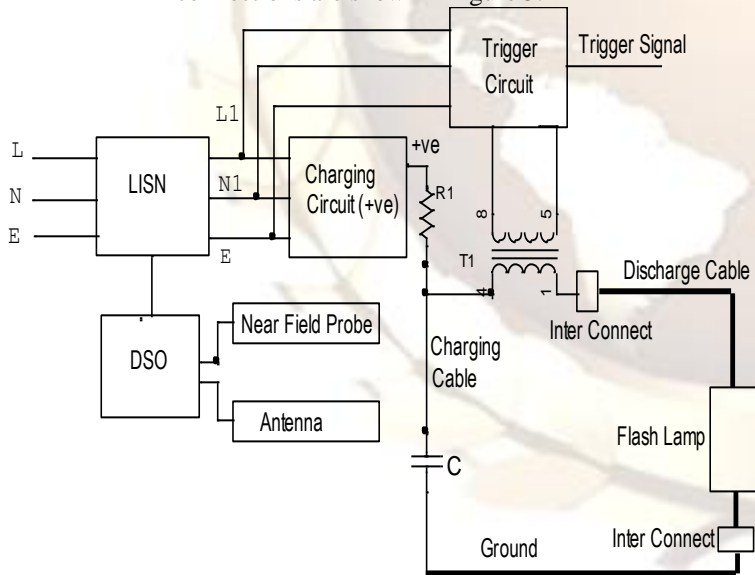 Trigger
Circuit
Trigger Signal
L1
L
N
E
LISN
N1
E
Charging
Circuit (+ve)
+ve
R1
8
5
T1
4
1
Discharge Cable
Inter Connect
DSO
Near Field Probe
Antenna
Charging
Cable
Flash Lamp
C
Ground
Inter Connect